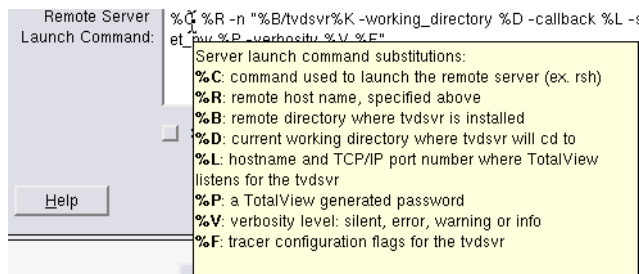 Remote Server
Launch Command:
%C %R -n "%B/tvdsvr%K -working_directory %D -callback %L -s
et_pw %P -verbosity %V %F"
Server launch command substitutions:
%C: command used to launch the remote server (ex. rsh)
%R: remote host name, specified above
%B: remote directory where tvdsvr is installed
%D: current working directory where tvdsvr will cd to
%L: hostname and TCP/IP port number where TotalView
listens for the tvdsvr
%P: a TotalView generated password
%V: verbosity level: silent, error, warning or info
%F: tracer configuration flags for the tvdsvr
Help